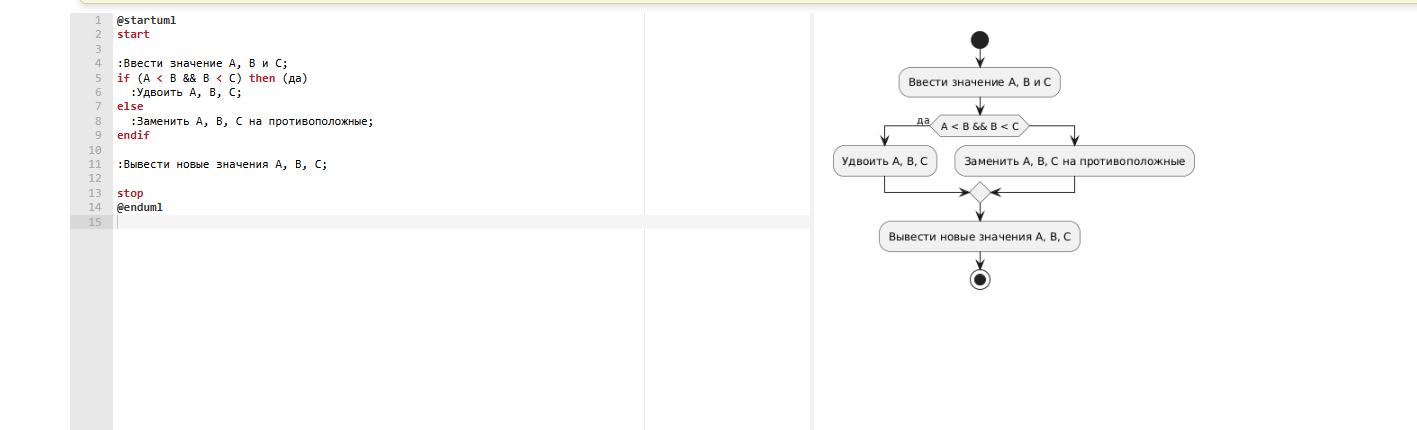 1 @startuml
2 start
3
4 :Ввести значение A, B и C;
5 if (A < B && B < C) then (да)
6 :Удвоить A, B, C;
7 else
8 :Заменить A, B, C на противоположные;
9 endif
10
11 :Вывести новые значения A, B, C;
12
13 stop
14 @enduml
15
Ввести значение A, B и C
да
A < B && B < C
Удвоить A, B, C
Заменить A, B, C на противоположные
Вывести новые значения A, B, C